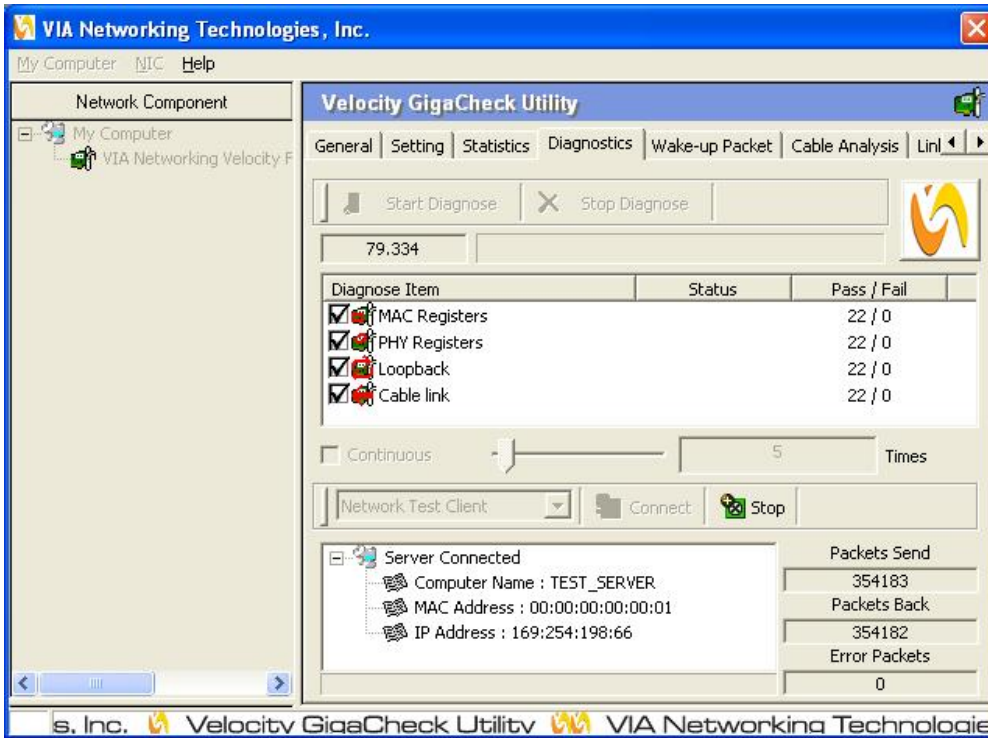 VIA Networking Technologies, Inc.
My Computer NIC Help
Network Component
My Computer
VIA Networking Velocity F
Velocity GigaCheck Utility
General Setting Statistics Diagnostics Wake-up Packet Cable Analysis Linl
Start Diagnose Stop Diagnose
79.334
Diagnose Item Status Pass / Fail
MAC Registers 22 / 0
PHY Registers 22 / 0
Loopback 22 / 0
Cable link 22 / 0
Continuous 5 Times
Network Test Client Connect Stop
Server Connected
Computer Name : TEST_SERVER
MAC Address : 00:00:00:00:00:01
IP Address : 169:254:198:66
Packets Send
354183
Packets Back
354182
Error Packets
0
s, Inc. Velocity GigaCheck Utility VIA Networking Technologie